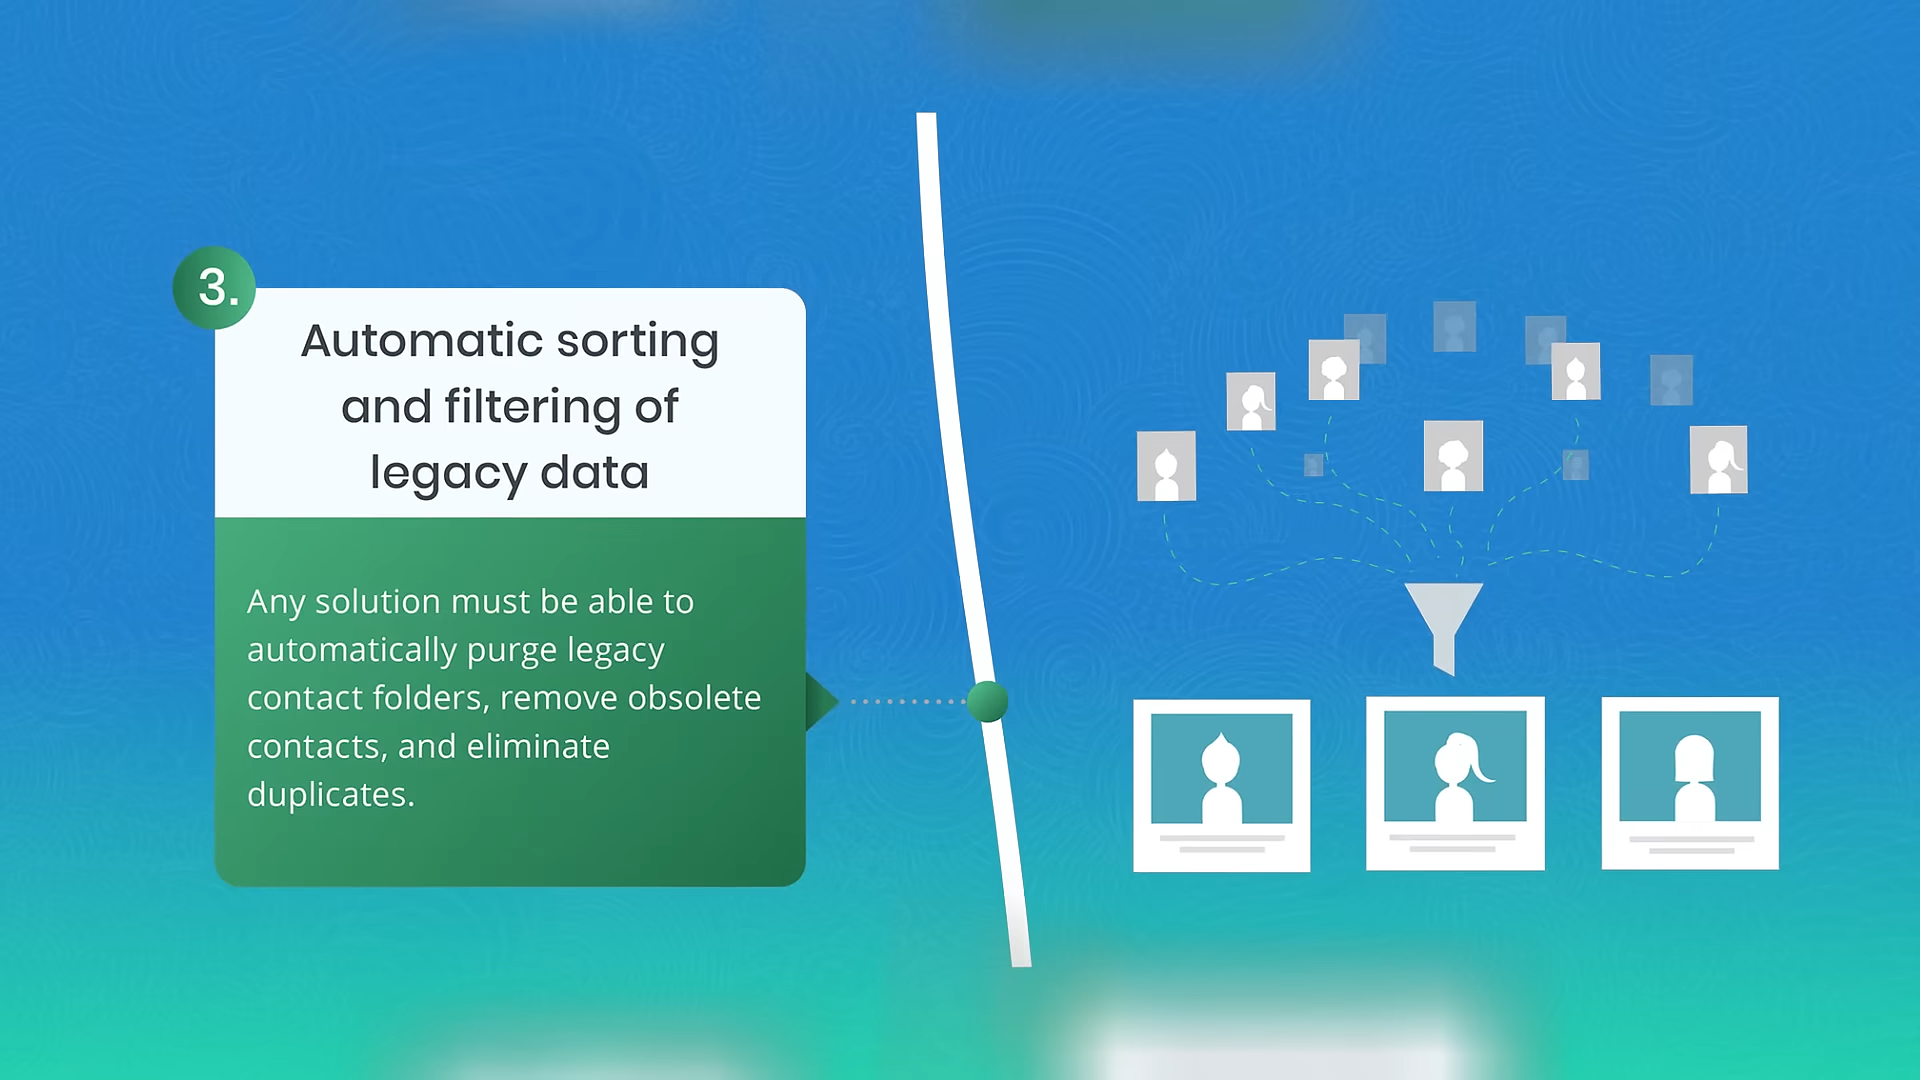 3.
Automatic sorting
and filtering of
legacy data
Any solution must be able to
automatically purge legacy
contact folders, remove obsolete
contacts, and eliminate
duplicates.